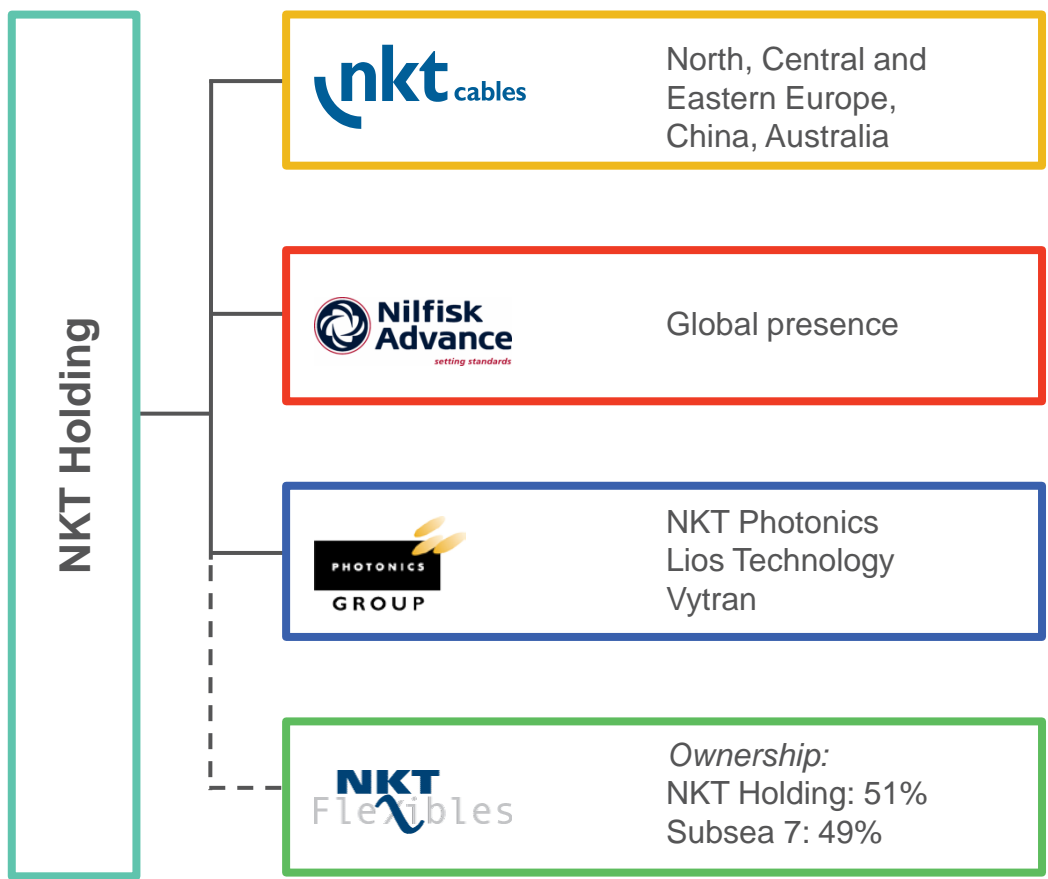 NKT Holding
nkt cables
North, Central and
Eastern Europe,
China, Australia
Nilfisk
Advance
setting standards
Global presence
PHOTONICS
GROUP
NKT Photonics
Lios Technology
Vytran
NKT
Flexibles
Ownership:
NKT Holding: 51%
Subsea 7: 49%